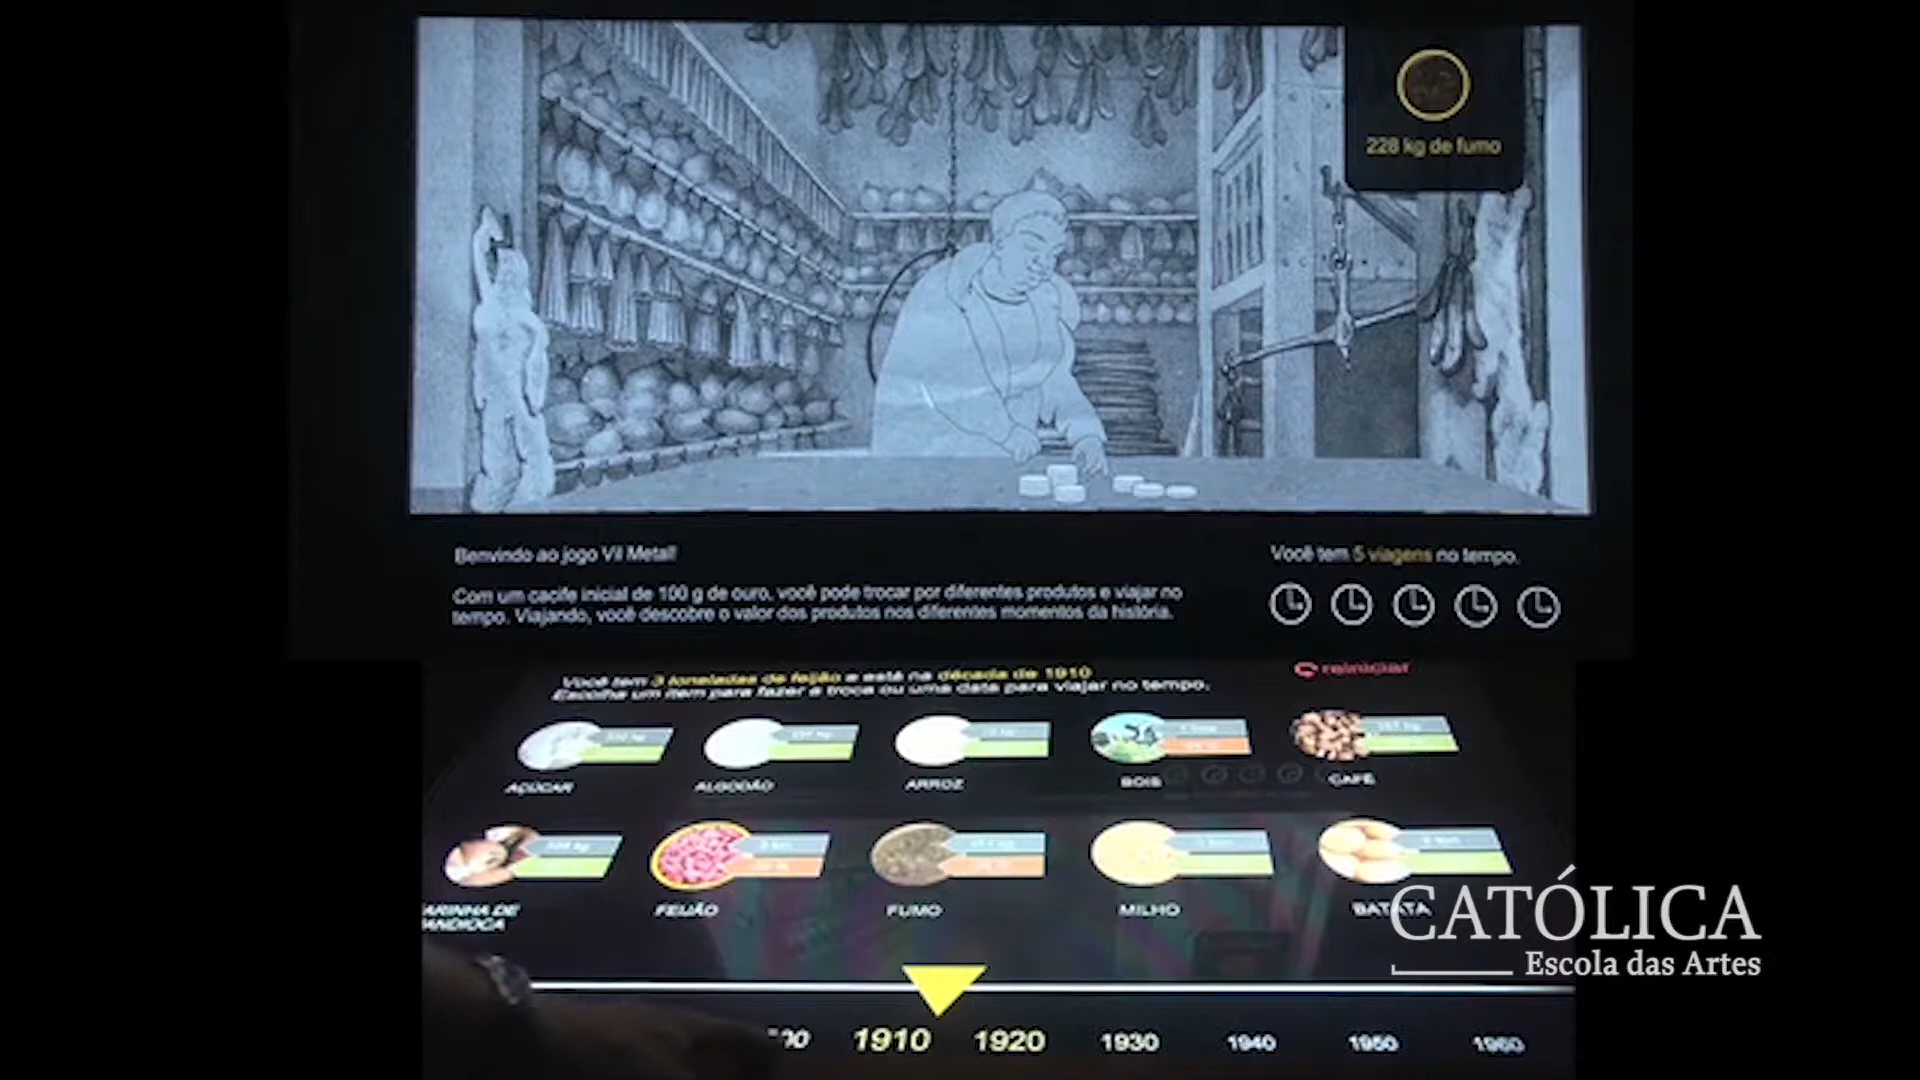 228 kg de fumo
Benvindo ao jogo Vil Metal!
Com um cacife inicial de 100 g de ouro, você pode trocar por diferentes produtos e viajar no
tempo. Viajando, você descobre o valor dos produtos nos diferentes momentos da história.
Você tem 5 viagens no tempo.
Você tem 3 toneladas de feijão e está na década de 1910
Escolha um item para fazer a troca ou uma data para viajar no tempo.
reiniciar
AÇÚCAR
ALGODÃO
ARROZ
BOIS
CAFÉ
ARINHA DE
ANDIOCA
FEIJÃO
FUMO
MILHO
BATATA
CATÓLICA
Escola das Artes
1910
1920
1930
1940
1950
1960